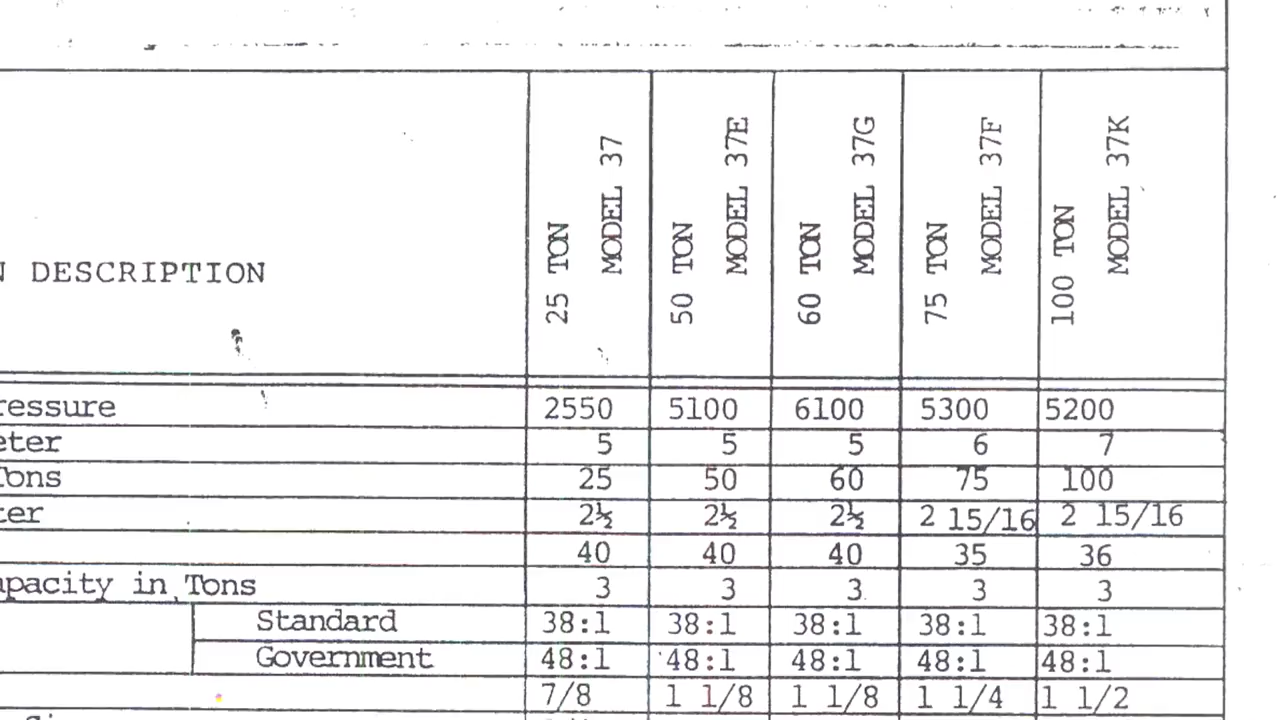 DESCRIPTION
25 TON MODEL 37 50 TON MODEL 37E 60 TON MODEL 37G 75 TON MODEL 37F 100 TON MODEL 37K
ressure 2550 5100 6100 5300 5200
eter 5 5 5 6 7
Tons 25 50 60 75 100
ter 2½ 2½ 2½ 2 15/16 2 15/16
40 40 40 35 36
apacity in Tons 3 3 3 3 3
Standard 38:1 38:1 38:1 38:1 38:1
Government 48:1 48:1 48:1 48:1 48:1
7/8 1 1/8 1 1/8 1 1/4 1 1/2